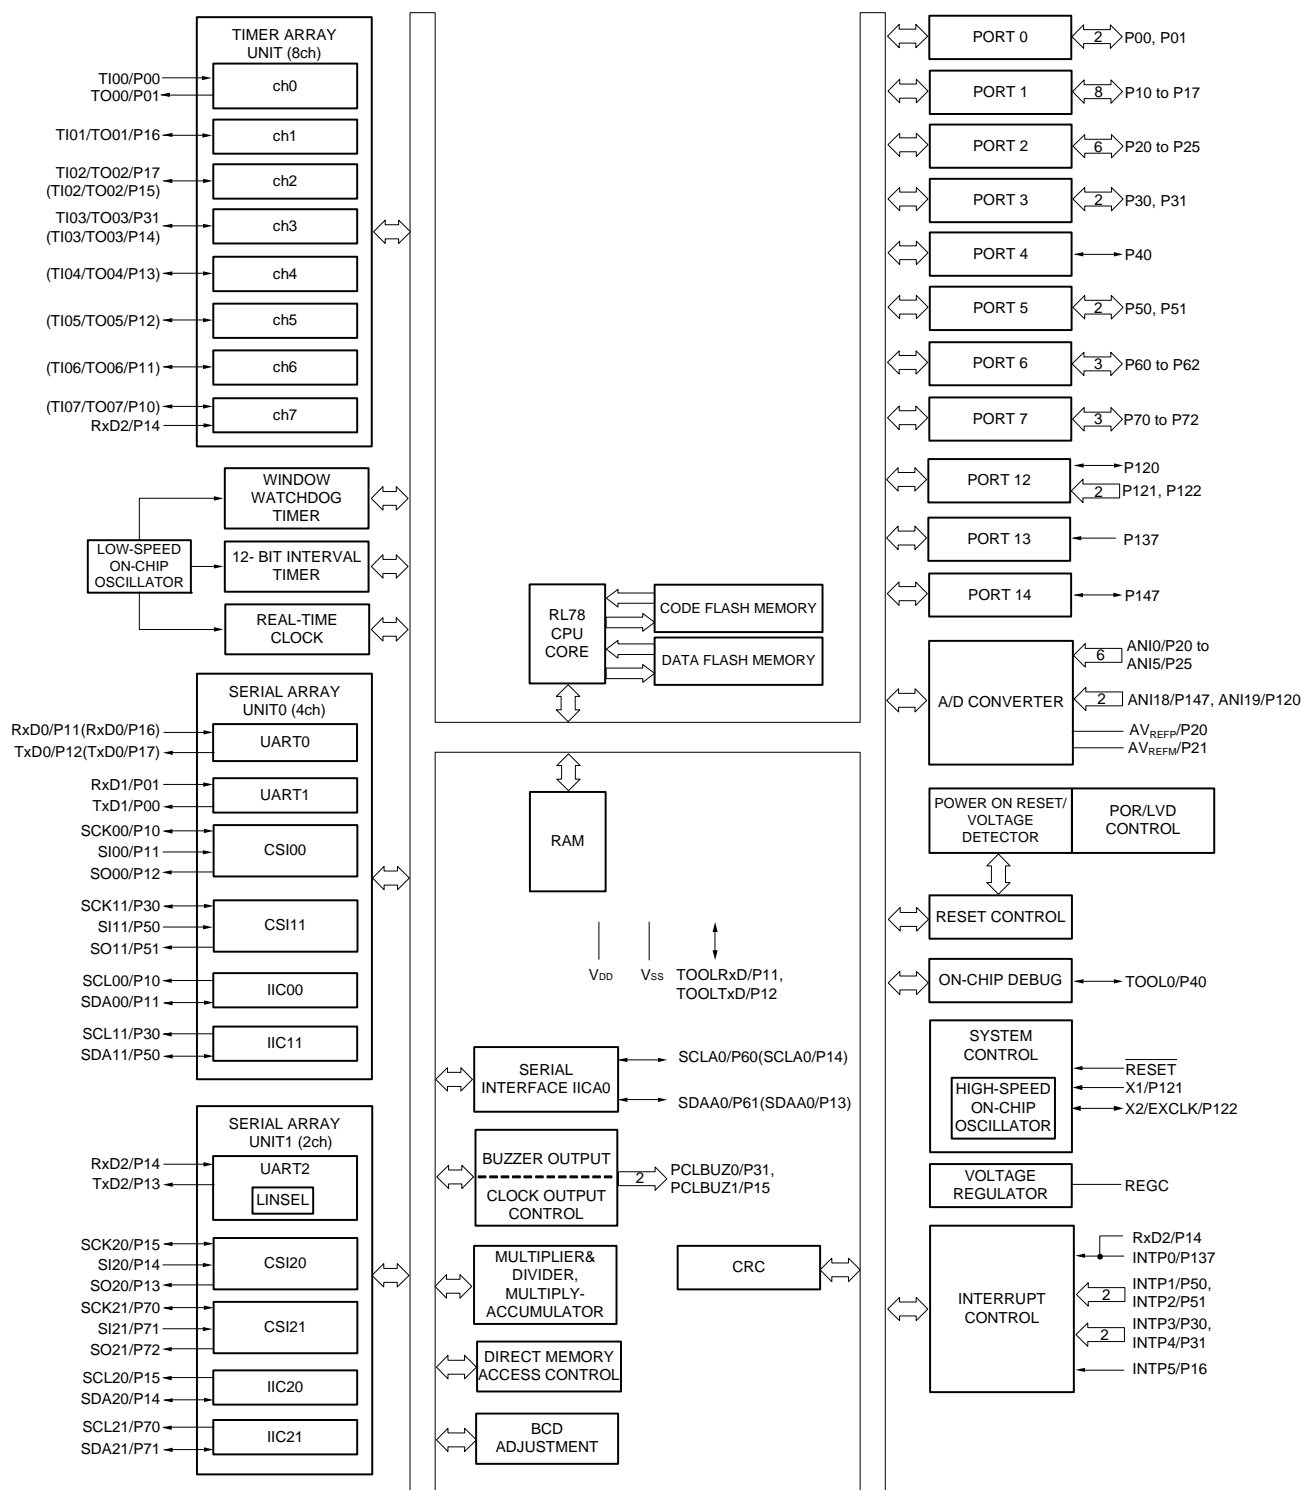 TIMER ARRAY
UNIT (8ch)
TI00/P00
TO00/P01
ch0
TI01/TO01/P16
ch1
TI02/TO02/P17
(TI02/TO02/P15)
ch2
TI03/TO03/P31
(TI03/TO03/P14)
ch3
(TI04/TO04/P13)
ch4
(TI05/TO05/P12)
ch5
(TI06/TO06/P11)
ch6
(TI07/TO07/P10)
RxD2/P14
ch7
WINDOW
WATCHDOG
TIMER
LOW-SPEED
ON-CHIP
OSCILLATOR
12- BIT INTERVAL
TIMER
REAL-TIME
CLOCK
SERIAL ARRAY
UNIT0 (4ch)
RxD0/P11(RxD0/P16)
TxD0/P12(TxD0/P17)
UART0
RxD1/P01
TxD1/P00
UART1
SCK00/P10
SI00/P11
SO00/P12
CSI00
SCK11/P30
SI11/P50
SO11/P51
CSI11
SCL00/P10
SDA00/P11
IIC00
SCL11/P30
SDA11/P50
IIC11
SERIAL ARRAY
UNIT1 (2ch)
RxD2/P14
TxD2/P13
UART2
LINSEL
SCK20/P15
SI20/P14
SO20/P13
CSI20
SCK21/P70
SI21/P71
SO21/P72
CSI21
SCL20/P15
SDA20/P14
IIC20
SCL21/P70
SDA21/P71
IIC21
RL78
CPU
CORE
CODE FLASH MEMORY
DATA FLASH MEMORY
RAM
VDD
VSS
TOOLRxD/P11,
TOOLTxD/P12
SERIAL
INTERFACE IICA0
SCLA0/P60(SCLA0/P14)
SDAA0/P61(SDAA0/P13)
BUZZER OUTPUT
CLOCK OUTPUT
CONTROL
2
PCLBUZ0/P31,
PCLBUZ1/P15
MULTIPLIER&
DIVIDER,
MULTIPLY-
ACCUMULATOR
CRC
DIRECT MEMORY
ACCESS CONTROL
BCD
ADJUSTMENT
PORT 0
2
P00, P01
PORT 1
8
P10 to P17
PORT 2
6
P20 to P25
PORT 3
2
P30, P31
PORT 4
P40
PORT 5
2
P50, P51
PORT 6
3
P60 to P62
PORT 7
3
P70 to P72
PORT 12
P120
2
P121, P122
PORT 13
P137
PORT 14
P147
A/D CONVERTER
6
ANI0/P20 to
ANI5/P25
2
ANI18/P147, ANI19/P120
AVREFP/P20
AVREFM/P21
POWER ON RESET/
VOLTAGE
DETECTOR
POR/LVD
CONTROL
RESET CONTROL
ON-CHIP DEBUG
TOOL0/P40
SYSTEM
CONTROL
HIGH-SPEED
ON-CHIP
OSCILLATOR
RESET
X1/P121
X2/EXCLK/P122
VOLTAGE
REGULATOR
REGC
INTERRUPT
CONTROL
RxD2/P14
INTP0/P137
2
INTP1/P50,
INTP2/P51
2
INTP3/P30,
INTP4/P31
INTP5/P16